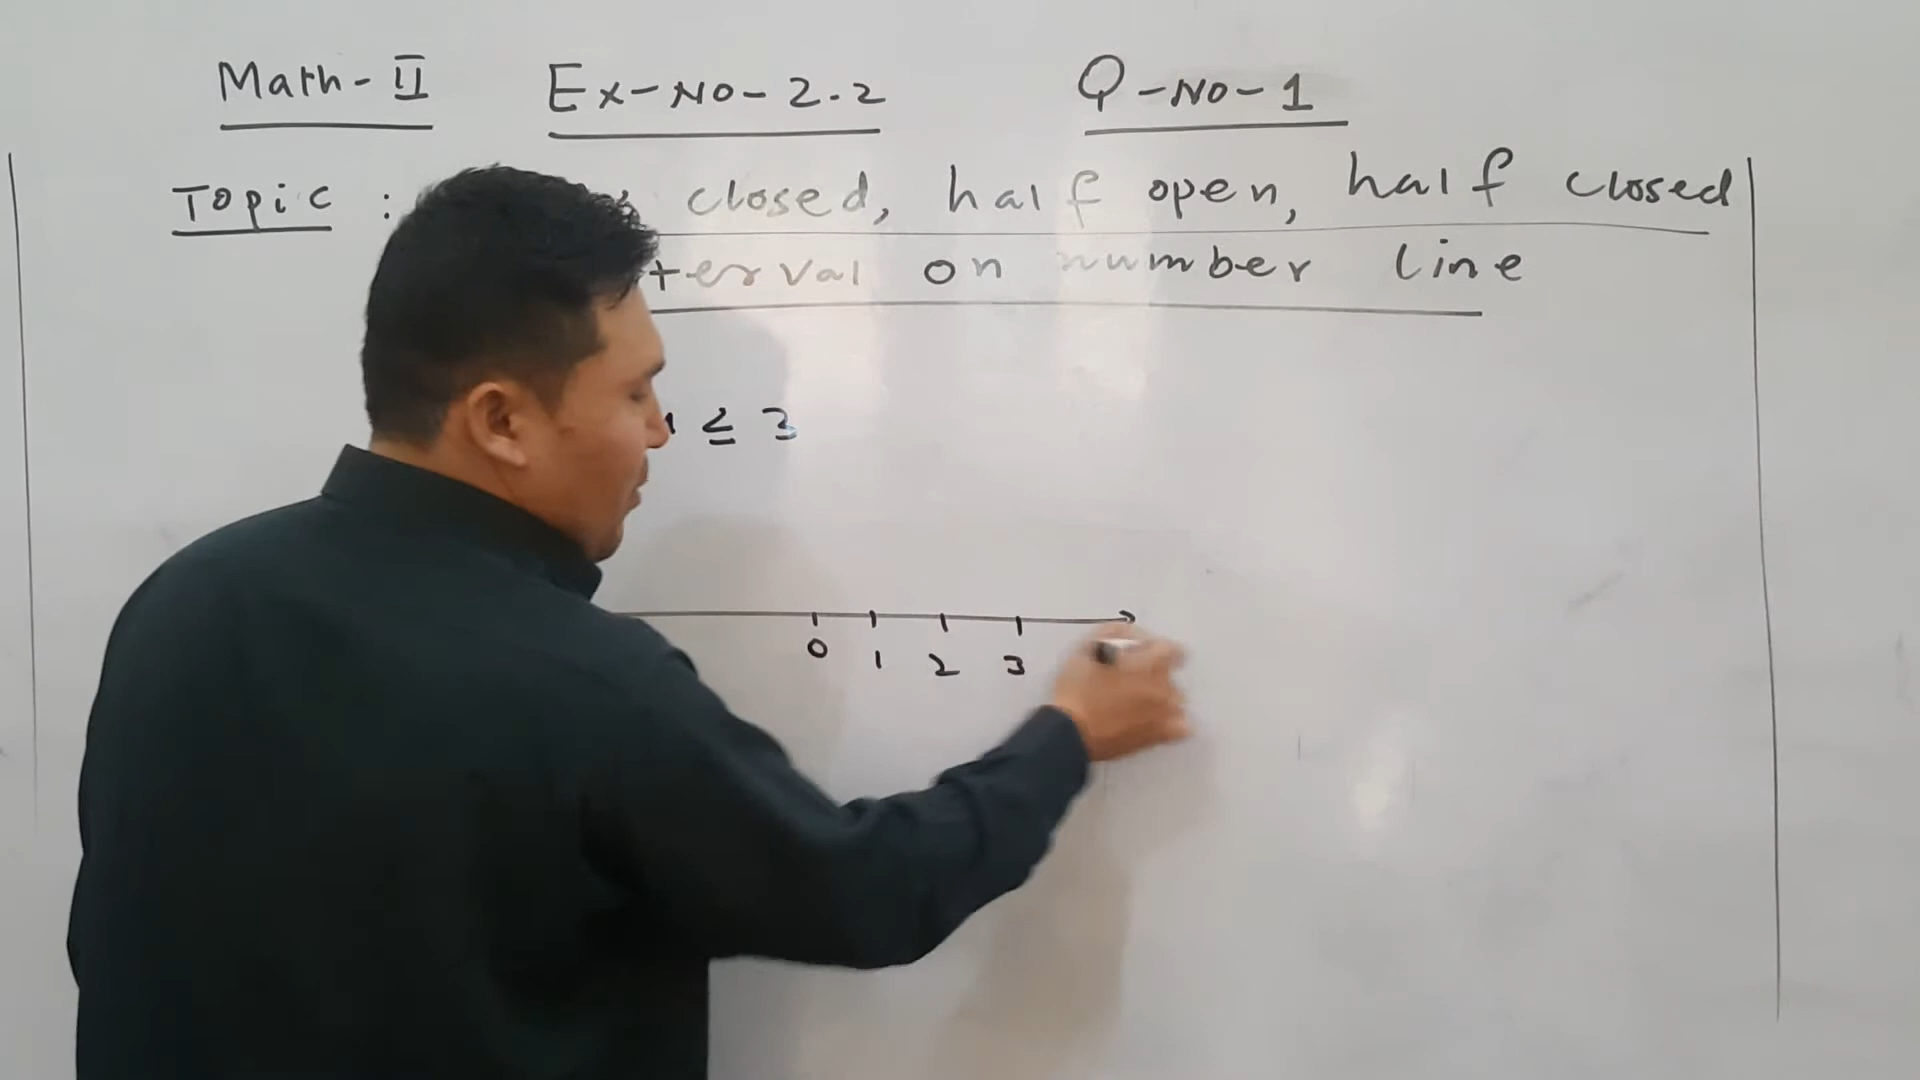 Math-II Ex-No-2.2 Q-No-1
Topic : closed, half open, half closed
terval on number line
≤ 3
0 1 2 3